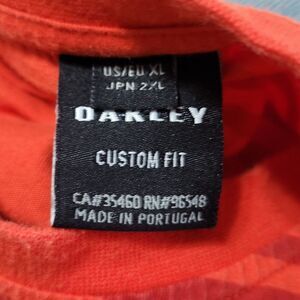 US/EU XL
JPN 2XL
OAKLEY
CUSTOM FIT
CA#35460 RN#96548
MADE IN PORTUGAL